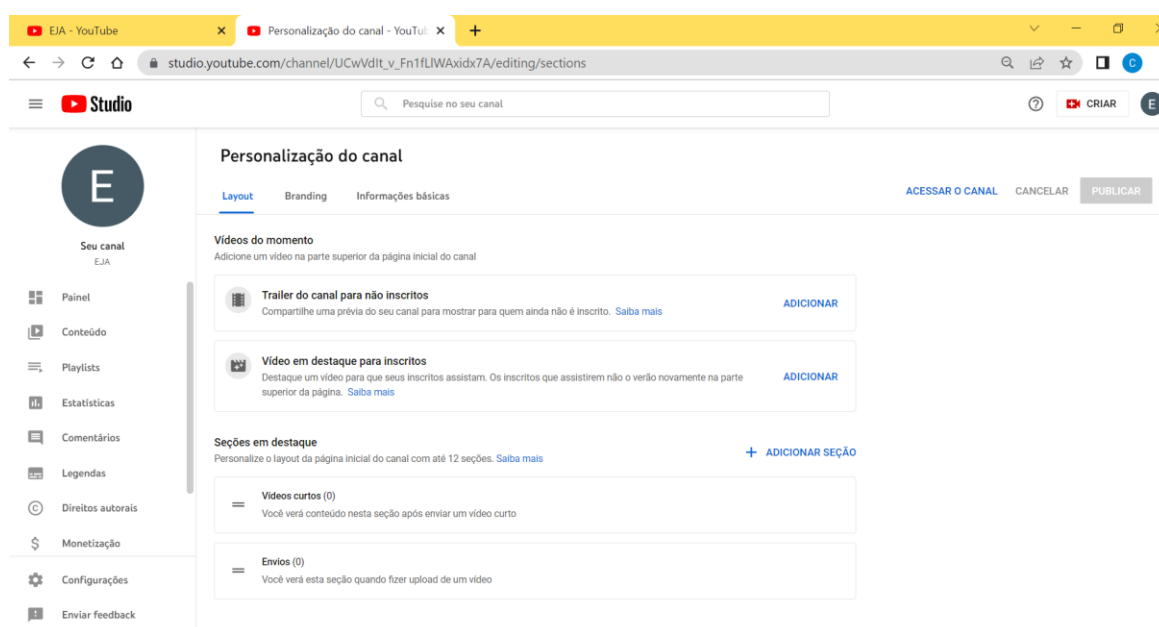 EJA - YouTube
Personalização do canal - YouTu
studio.youtube.com/channel/UCwVdIt_v_Fn1fLlWAxidx7A/editing/sections
C
Studio
Pesquise no seu canal
CRIAR
E
E
Seu canal
EJA
Painel
Conteúdo
Playlists
Estatísticas
Comentários
Legendas
Direitos autorais
Monetização
Configurações
Enviar feedback
Personalização do canal
Layout Branding Informações básicas
ACESSAR O CANAL CANCELAR PUBLICAR
Vídeos do momento
Adicione um vídeo na parte superior da página inicial do canal
Trailer do canal para não inscritos
Compartilhe uma prévia do seu canal para mostrar para quem ainda não é inscrito. Saiba mais
ADICIONAR
Vídeo em destaque para inscritos
Destaque um vídeo para que seus inscritos assistam. Os inscritos que assistirem não o verão novamente na parte
superior da página. Saiba mais
ADICIONAR
Seções em destaque
Personalize o layout da página inicial do canal com até 12 seções. Saiba mais
+ ADICIONAR SEÇÃO
Vídeos curtos (0)
Você verá conteúdo nesta seção após enviar um vídeo curto
Envios (0)
Você verá esta seção quando fizer upload de um vídeo